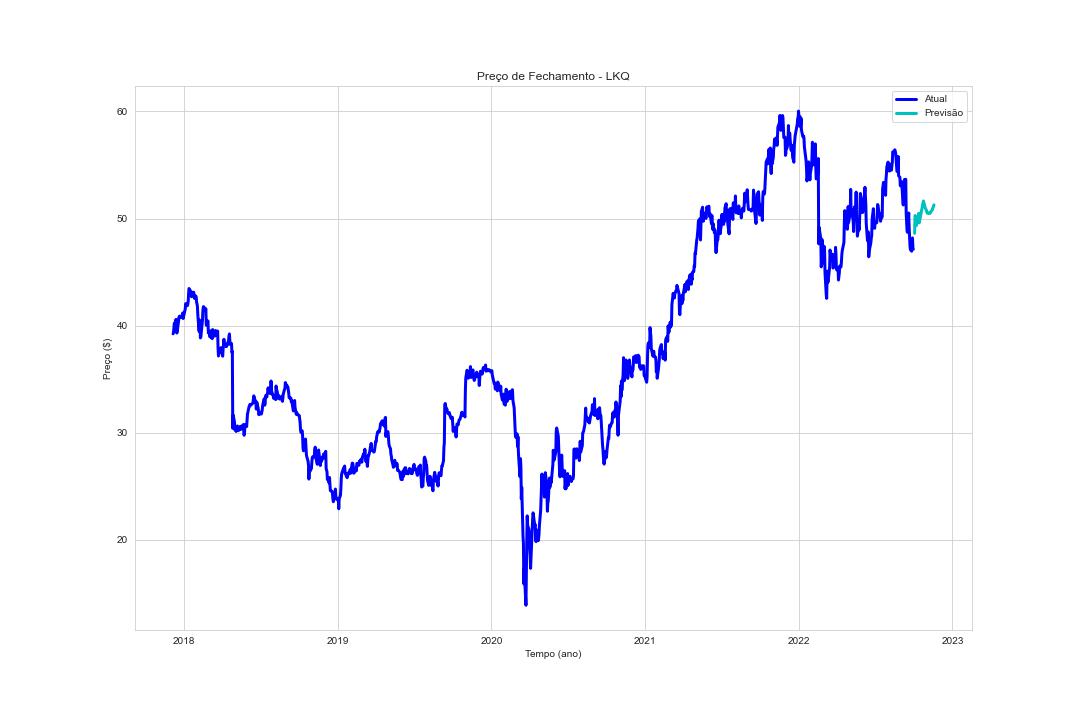 Preço de Fechamento - LKQ
Atual
Previsão
60
50
40
30
20
Preço ($)
2018 2019 2020 2021 2022 2023
Tempo (ano)